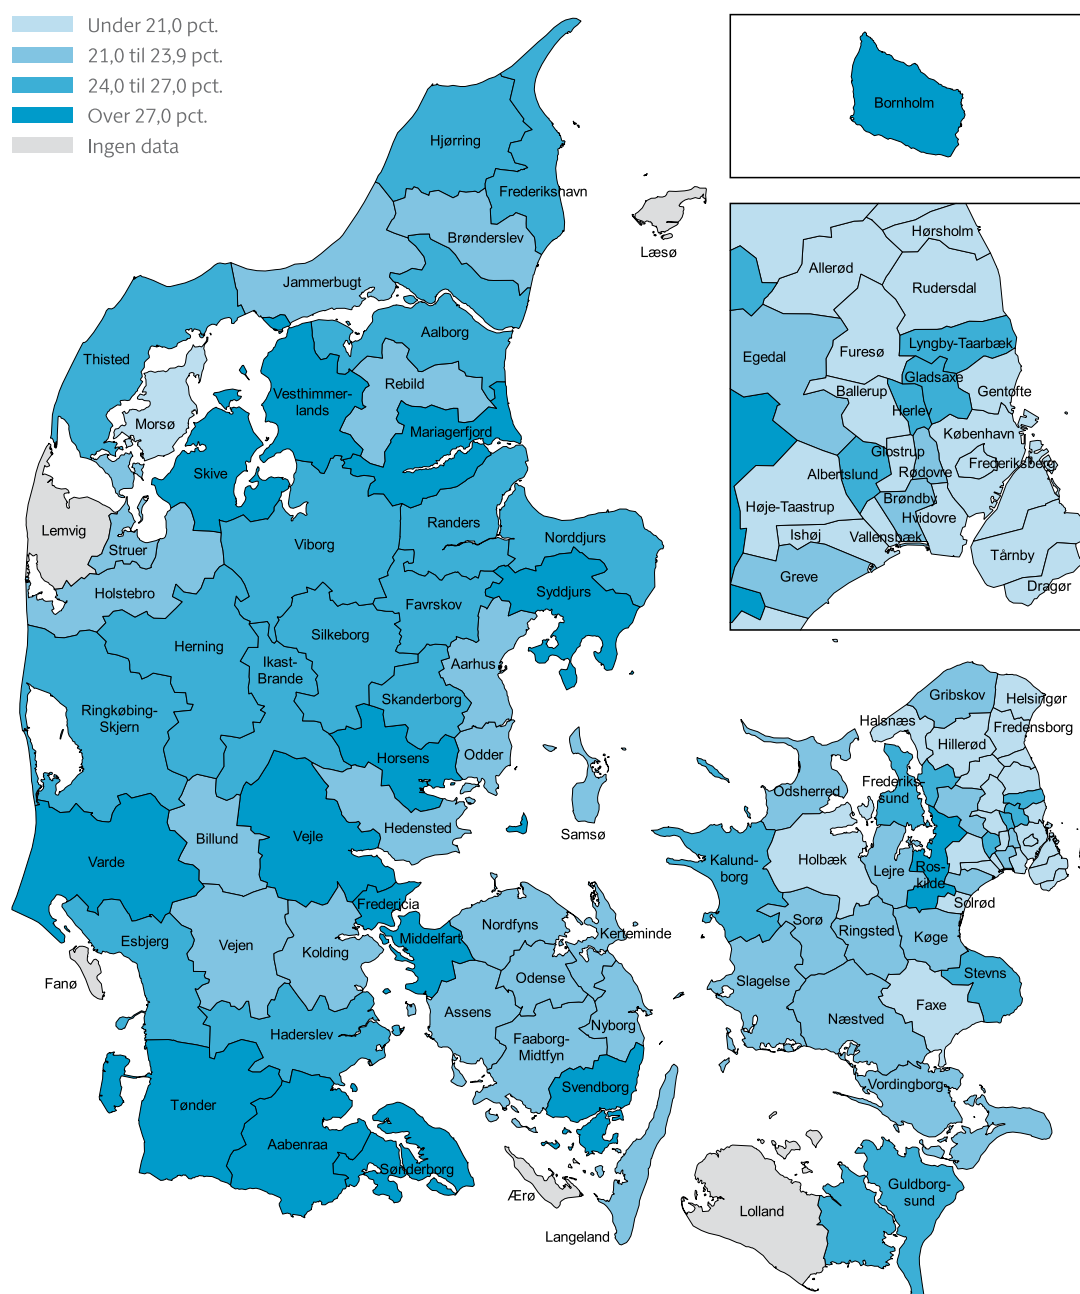 Under 21,0 pct.
21,0 til 23,9 pct.
24,0 til 27,0 pct.
Over 27,0 pct.
Ingen data
Bornholm
Hjørring
Frederikshavn
Læsø
Brønderslev
Jammerbugt
Thisted
Aalborg
Vesthimmer-
lands
Rebild
Morsø
Mariagerfjord
Skive
Lemvig
Struer
Viborg
Randers
Norddjurs
Holstebro
Syddjurs
Favrskov
Herning
Silkeborg
Ikast-
Brande
Aarhus
Ringkøbing-
Skjern
Skanderborg
Horsens
Odder
Samsø
Hedensted
Billund
Vejle
Varde
Fredericia
Esbjerg
Vejen
Kolding
Middelfart
Fanø
Haderslev
Tønder
Aabenraa
Sønderborg
Nordfyns
Kerteminde
Odense
Assens
Nyborg
Faaborg-
Midtfyn
Svendborg
Ærø
Langeland
Hørsholm
Allerød
Rudersdal
Egedal
Furesø
Lyngby-Taarbæk
Gladsaxe
Gentofte
Ballerup
Herlev
København
Glostrup
Frederiksberg
Albertslund
Rødovre
Høje-Taastrup
Brøndby
Hvidovre
Ishøj
Vallensbæk
Tårnby
Greve
Dragør
Gribskov
Helsingør
Halsnæs
Fredensborg
Hillerød
Odsherred
Frederiks-
sund
Kalund-
borg
Holbæk
Lejre
Ros-
kilde
Solrød
Sorø
Ringsted
Køge
Slagelse
Stevns
Næstved
Faxe
Vordingborg
Lolland
Guldborg-
sund